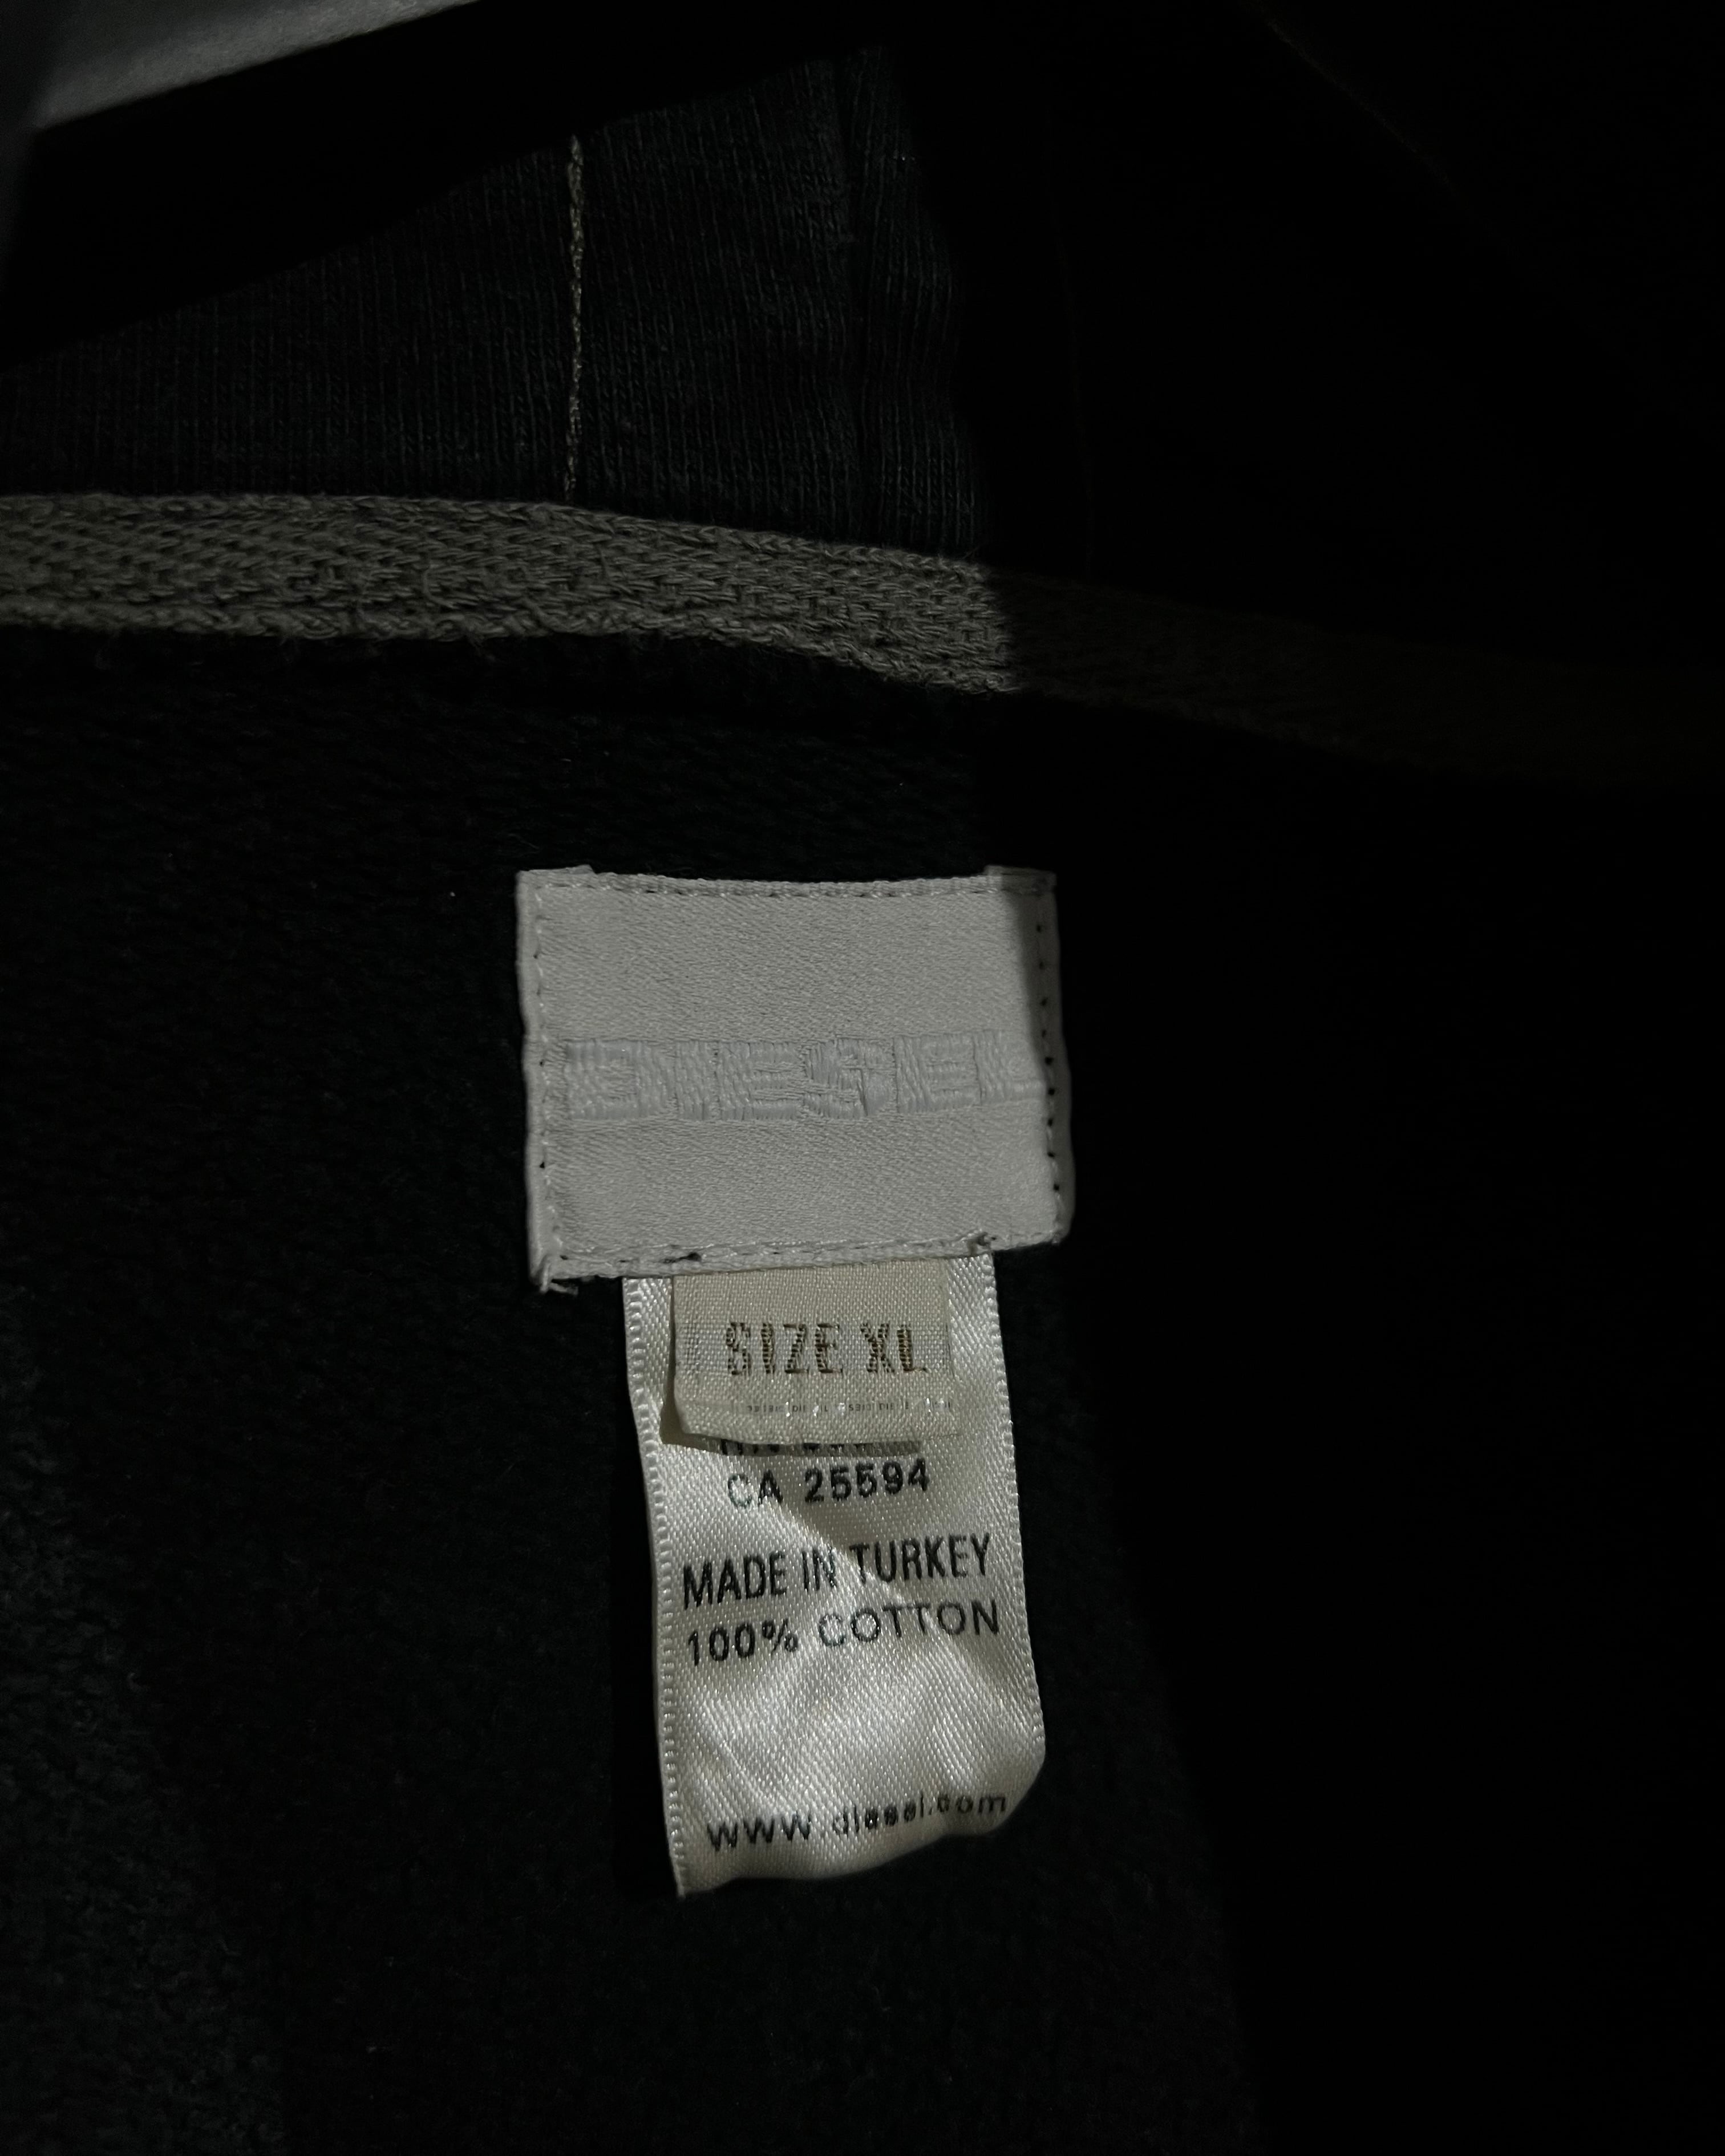 DIESEL
SIZE XL
CA 25594
MADE IN TURKEY
100% COTTON
www.diesel.com